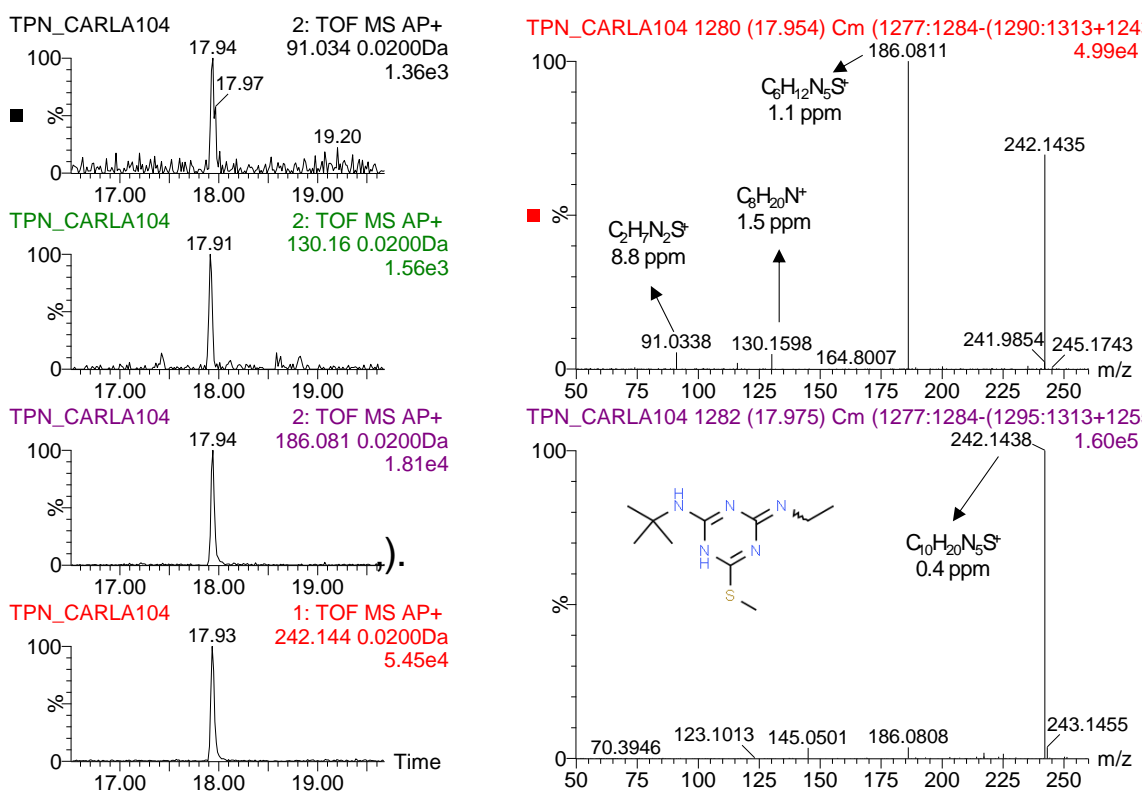 TPN_CARLA104
2: TOF MS AP+
91.034 0.0200Da
1.36e3
100
%
0
17.94
17.97
19.20
17.00
18.00
19.00
TPN_CARLA104
2: TOF MS AP+
130.16 0.0200Da
1.56e3
100
%
0
17.91
17.00
18.00
19.00
TPN_CARLA104
2: TOF MS AP+
186.081 0.0200Da
1.81e4
100
%
0
17.94
17.00
18.00
19.00
).
TPN_CARLA104
1: TOF MS AP+
242.144 0.0200Da
5.45e4
100
%
0
17.93
Time
17.00
18.00
19.00
TPN_CARLA104 1280 (17.954) Cm (1277:1284-(1290:1313+124
4.99e4
100
%
0
186.0811
C6H12N5S+
1.1 ppm
242.1435
C8H20N+
1.5 ppm
C2H7N2S+
8.8 ppm
91.0338
130.1598
164.8007
241.9854
245.1743
m/z
50
75
100
125
150
175
200
225
250
TPN_CARLA104 1282 (17.975) Cm (1277:1284-(1295:1313+125
1.60e5
100
%
0
242.1438
H
N
N
N
N
H
N
S
C10H20N5S+
0.4 ppm
70.3946
123.1013
145.0501
186.0808
243.1455
m/z
50
75
100
125
150
175
200
225
250